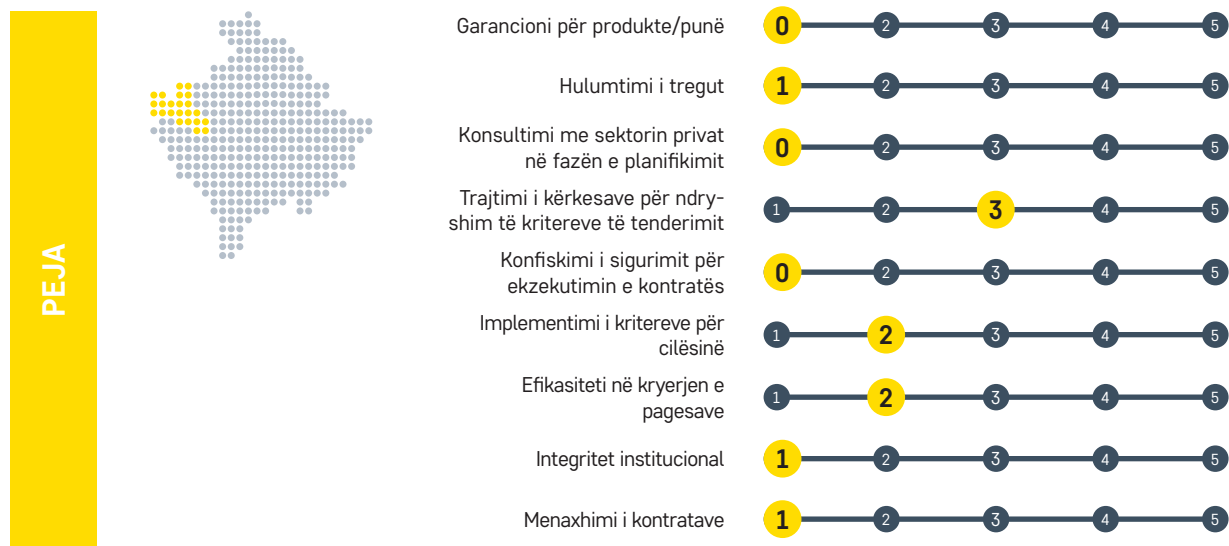 PEJA
Garancioni për produkte/punë
0 2 3 4 5
Hulumtimi i tregut
1 2 3 4 5
Konsultimi me sektorin privat
në fazën e planifikimit
0 2 3 4 5
Trajtimi i kërkesave për ndry-
shim të kritereve të tenderimit
1 2 3 4 5
Konfiskimi i sigurimit për
ekzekutimin e kontratës
0 2 3 4 5
Implementimi i kritereve për
cilësinë
1 2 3 4 5
Efikasiteti në kryerjen e
pagesave
1 2 3 4 5
Integritet institucional
1 2 3 4 5
Menaxhimi i kontratave
1 2 3 4 5